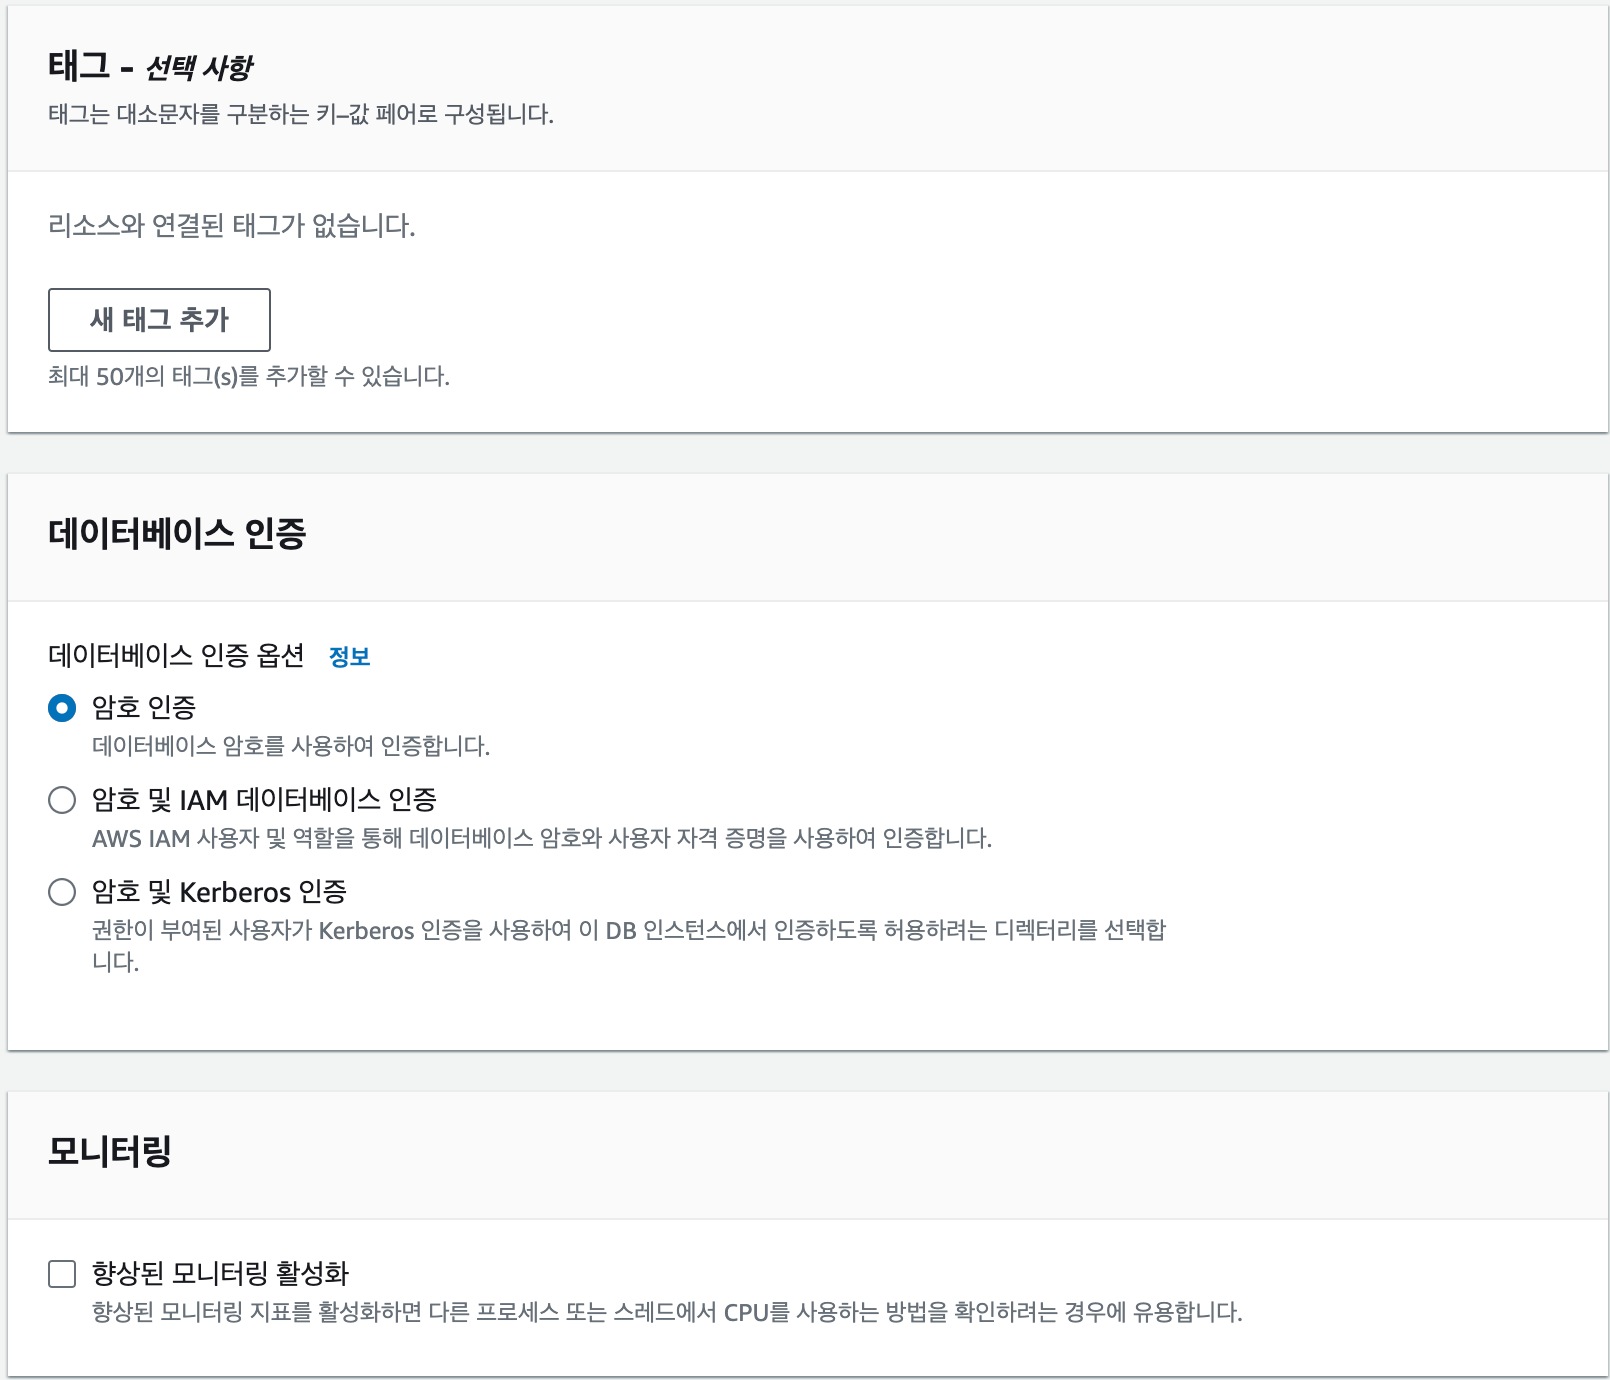 태그 - 선택 사항
태그는 대소문자를 구분하는 키–값 페어로 구성됩니다.
리소스와 연결된 태그가 없습니다.
새 태그 추가
최대 50개의 태그(s)를 추가할 수 있습니다.
데이터베이스 인증
데이터베이스 인증 옵션 정보
암호 인증
데이터베이스 암호를 사용하여 인증합니다.
암호 및 IAM 데이터베이스 인증
AWS IAM 사용자 및 역할을 통해 데이터베이스 암호와 사용자 자격 증명을 사용하여 인증합니다.
암호 및 Kerberos 인증
권한이 부여된 사용자가 Kerberos 인증을 사용하여 이 DB 인스턴스에서 인증하도록 허용하려는 디렉터리를 선택합
니다.
모니터링
향상된 모니터링 활성화
향상된 모니터링 지표를 활성화하면 다른 프로세스 또는 스레드에서 CPU를 사용하는 방법을 확인하려는 경우에 유용합니다.